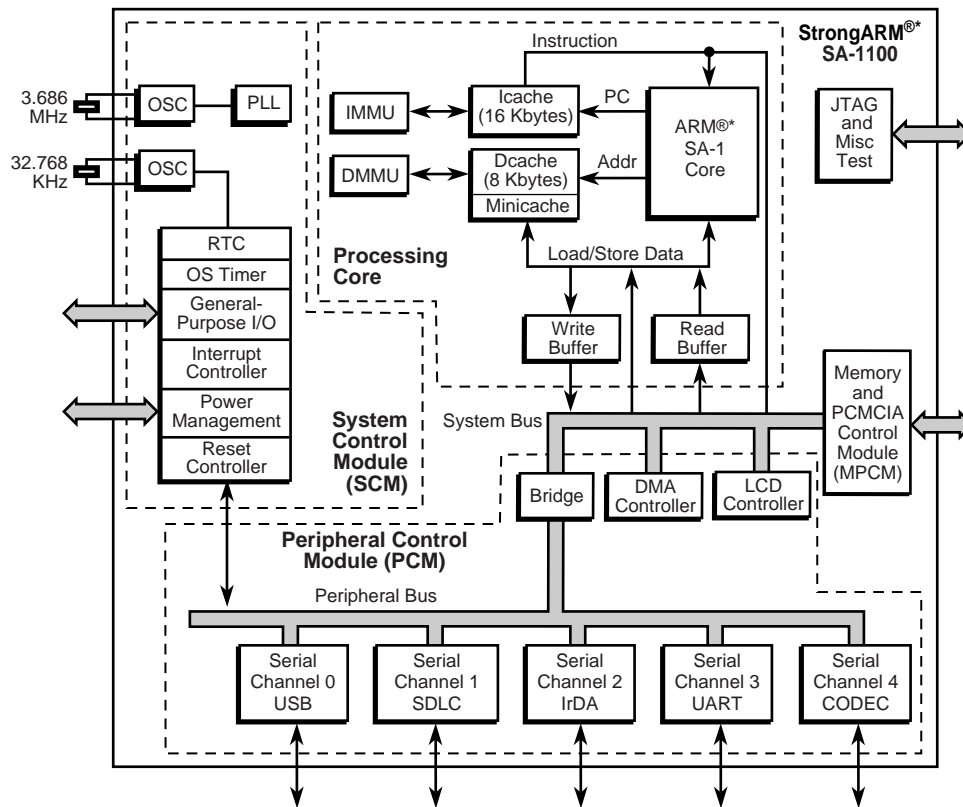 StrongARM®*
SA-1100
Instruction
3.686
MHz
OSC
PLL
IMMU
Icache
(16 Kbytes)
PC
ARM®*
SA-1
Core
JTAG
and
Misc
Test
32.768
KHz
OSC
DMMU
Dcache
(8 Kbytes)
Minicache
Addr
RTC
OS Timer
General-
Purpose I/O
Interrupt
Controller
Power
Management
Reset
Controller
Processing
Core
Load/Store Data
Write
Buffer
Read
Buffer
System
Control
Module
(SCM)
System Bus
Memory
and
PCMCIA
Control
Module
(MPCM)
Bridge
DMA
Controller
LCD
Controller
Peripheral Control
Module (PCM)
Peripheral Bus
Serial
Channel 0
USB
Serial
Channel 1
SDLC
Serial
Channel 2
IrDA
Serial
Channel 3
UART
Serial
Channel 4
CODEC